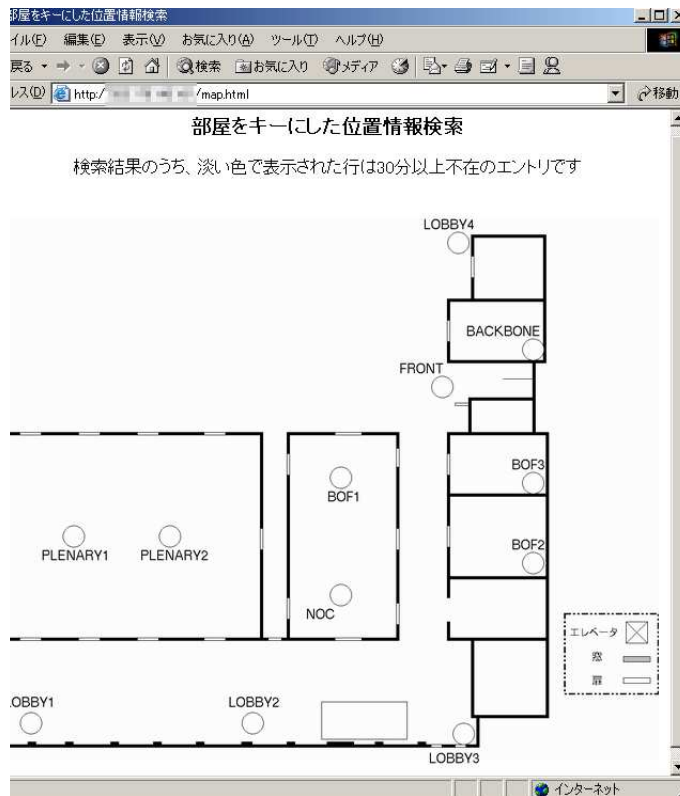 部屋をキーにした位置情報検索
イル(F) 編集(E) 表示(V) お気に入り(A) ツール(T) ヘルプ(H)
戻る 検索 お気に入り メディア
レス(D) http:/ /map.html 移動
部屋をキーにした位置情報検索
検索結果のうち、淡い色で表示された行は30分以上不在のエントリです
LOBBY4
BACKBONE
FRONT
BOF3
BOF1
BOF2
PLENARY1 PLENARY2
NOC
エレベータ
窓
扉
LOBBY1 LOBBY2
LOBBY3
インターネット